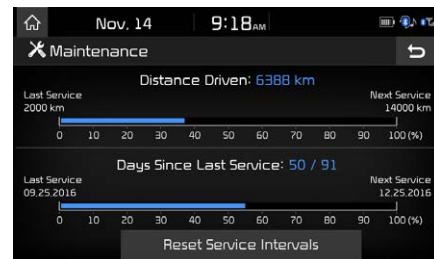 Nov. 14 9:18AM
Maintenance
Distance Driven: 6388 km
Last Service Next Service
2000 km 14000 km
0 10 20 30 40 50 60 70 80 90 100 (%)
Days Since Last Service: 50 / 91
Last Service Next Service
09.25.2016 12.25.2016
0 10 20 30 40 50 60 70 80 90 100 (%)
Reset Service Intervals